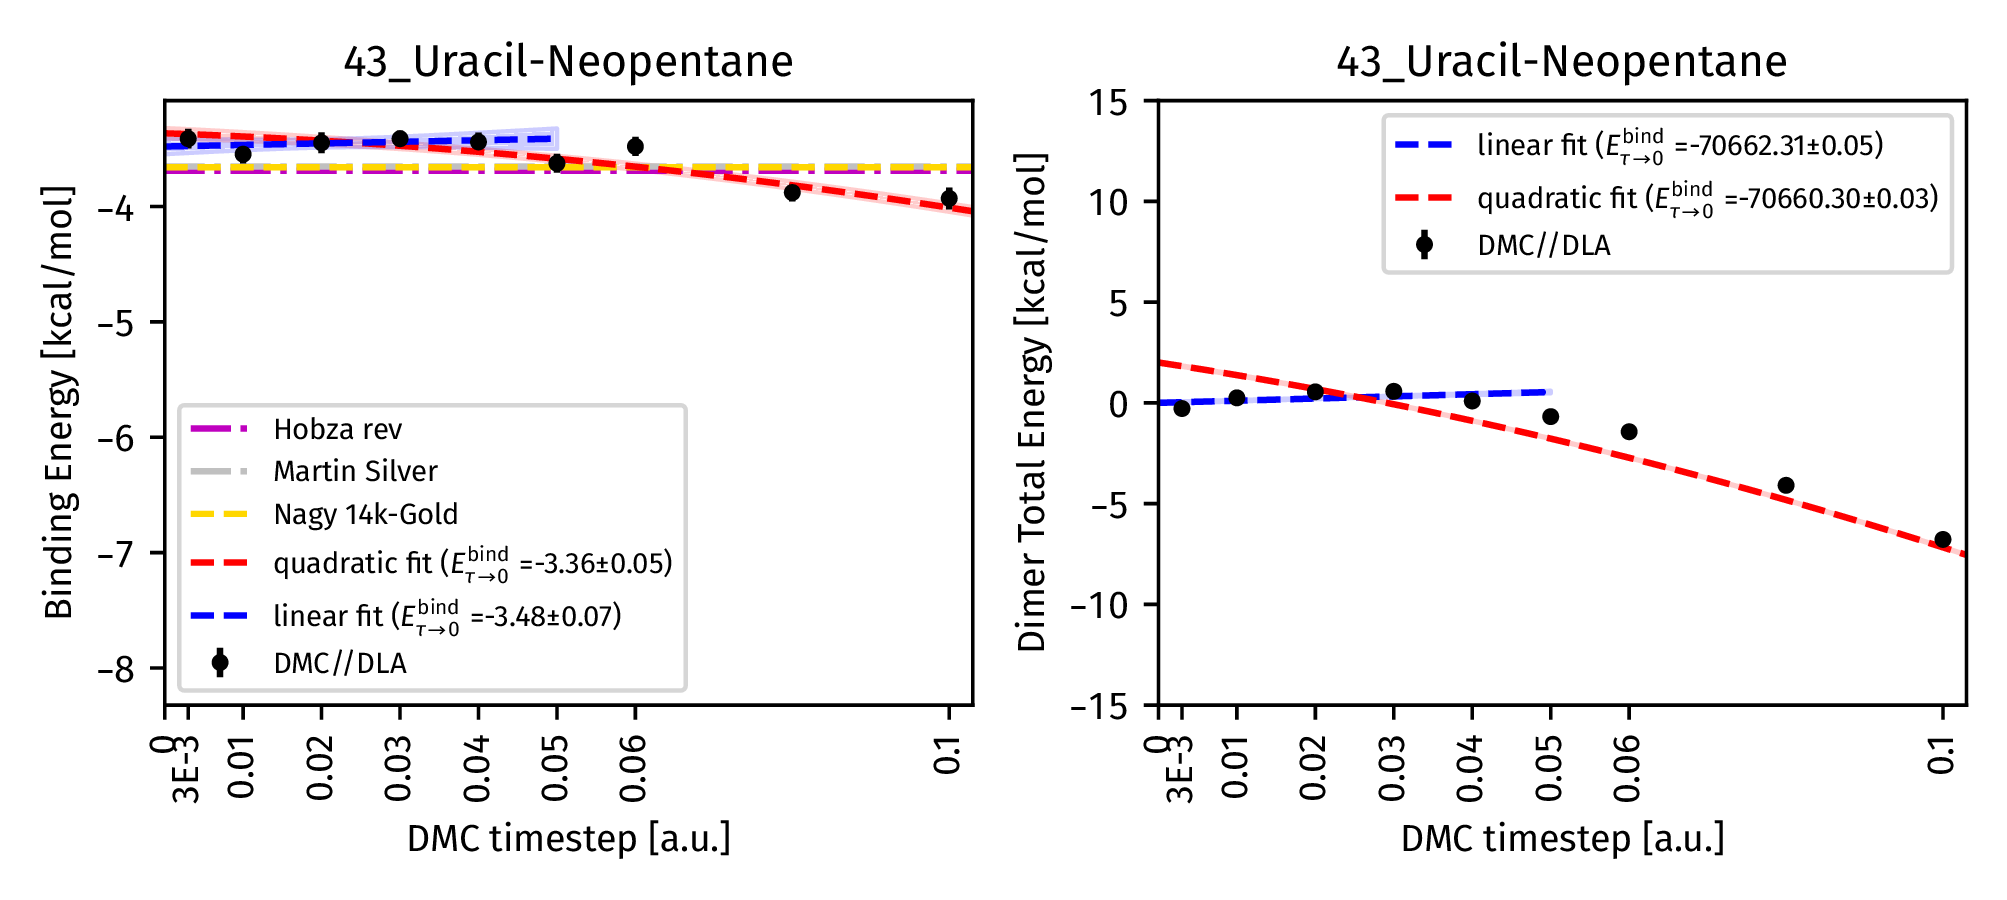 43_Uracil-Neopentane
Binding Energy [kcal/mol]
−4
−5
−6
−7
−8
Hobza rev
Martin Silver
Nagy 14k-Gold
quadratic fit (E^bind_τ→0 =-3.36±0.05)
linear fit (E^bind_τ→0 =-3.48±0.07)
DMC//DLA
0
3E-3
0.01
0.02
0.03
0.04
0.05
0.06
0.1
DMC timestep [a.u.]
43_Uracil-Neopentane
Dimer Total Energy [kcal/mol]
15
10
5
0
−5
−10
−15
linear fit (E^bind_τ→0 =-70662.31±0.05)
quadratic fit (E^bind_τ→0 =-70660.30±0.03)
DMC//DLA
0
3E-3
0.01
0.02
0.03
0.04
0.05
0.06
0.1
DMC timestep [a.u.]